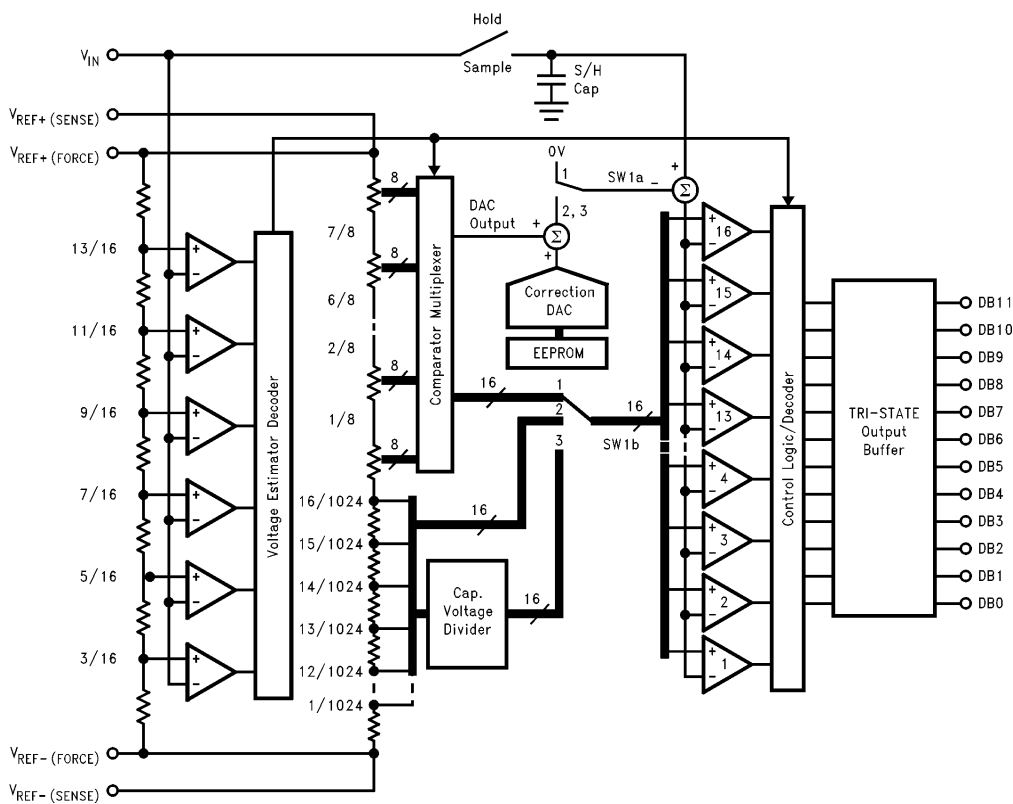 Hold
V_IN
Sample
S/H
Cap
V_REF+ (SENSE)
V_REF+ (FORCE)
0V
1
SW1a
−
+
Σ
2, 3
DAC
Output
+
Σ
+
Correction
DAC
EEPROM
8
7/8
8
6/8
2/8
8
1/8
8
Comparator Multiplexer
13/16
+
−
11/16
+
−
9/16
+
−
7/16
+
−
5/16
+
−
3/16
+
−
Voltage Estimator Decoder
16/1024
15/1024
14/1024
13/1024
12/1024
1/1024
16
1
2
3
16
SW1b
16
Cap.
Voltage
Divider
16
+
16
−
+
15
−
+
14
−
+
13
−
+
4
−
+
3
−
+
2
−
+
1
−
Control Logic/Decoder
TRI-STATE
Output
Buffer
DB11
DB10
DB9
DB8
DB7
DB6
DB5
DB4
DB3
DB2
DB1
DB0
V_REF− (FORCE)
V_REF− (SENSE)